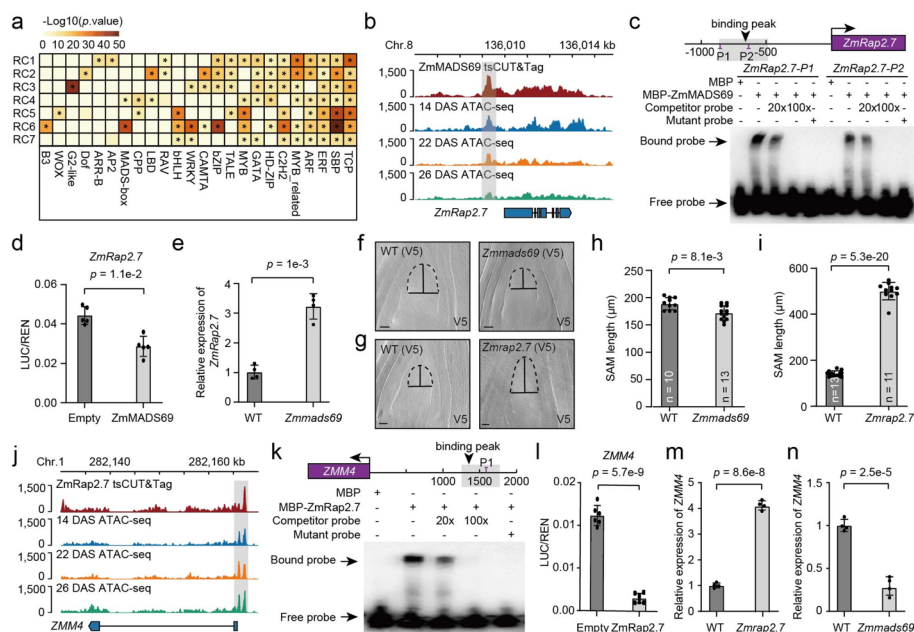 a
-Log10(p.value)
0 10 20 30 40 50
RC1
RC2
RC3
RC4
RC5
RC6
RC7
B3
WOX
G2-like
Dof
ARR-B
AP2
MADS-box
CPP
LBD
RAV
bHLH
WRKY
CAMTA
bZIP
TALE
MYB
GATA
HD-ZIP
C2H2
MYB_related
ARF
ERF
SBP
TCP
b
Chr.8 136,010 136,014 kb
1,500 ZmMADS69 tsCUT&Tag
0
1,500 14 DAS ATAC-seq
0
1,500 22 DAS ATAC-seq
0
1,500 26 DAS ATAC-seq
0
ZmRap2.7
c
binding peak
ZmRap2.7
-1000 P1 P2 -500
ZmRap2.7-P1 ZmRap2.7-P2
MBP
MBP-ZmMADS69
Competitor probe 20x 100x 20x 100x
Mutant probe
Bound probe
Free probe
d
ZmRap2.7
p = 1.1e-2
LUC/REN
0.06
0.04
0.02
0.00
Empty ZmMADS69
e
p = 1e-3
Relative expression of
ZmRap2.7
4
3
2
1
0
WT Zmmads69
f
WT (V5) Zmmads69 (V5)
V5 V5
g
WT (V5) Zmrap2.7 (V5)
V5 V5
h
p = 8.1e-3
SAM length (μm)
250
200
150
100
50
0
n = 10 n = 13
WT Zmmads69
i
p = 5.3e-20
SAM length (μm)
600
400
200
0
n=13 n = 11
WT Zmrap2.7
j
Chr.1 282,140 282,160 kb
1,500 ZmRap2.7 tsCUT&Tag
0
1,500 14 DAS ATAC-seq
0
1,500 22 DAS ATAC-seq
0
1,500 26 DAS ATAC-seq
0
ZMM4
k
binding peak
ZMM4
P1
1000 1500 2000
MBP + – – – –
MBP-ZmRap2.7 – + + + +
Competitor probe – – 20x 100x –
Mutant probe – – – – +
Bound probe
Free probe
l
ZMM4
p = 5.7e-9
LUC/REN
0.02
0.01
0.01
0.00
Empty ZmRap2.7
m
p = 8.6e-8
Relative expression of ZMM4
5
4
3
2
1
0
WT Zmrap2.7
n
p = 2.5e-5
Relative expression of ZMM4
1.5
1
0.5
0
WT Zmmads69